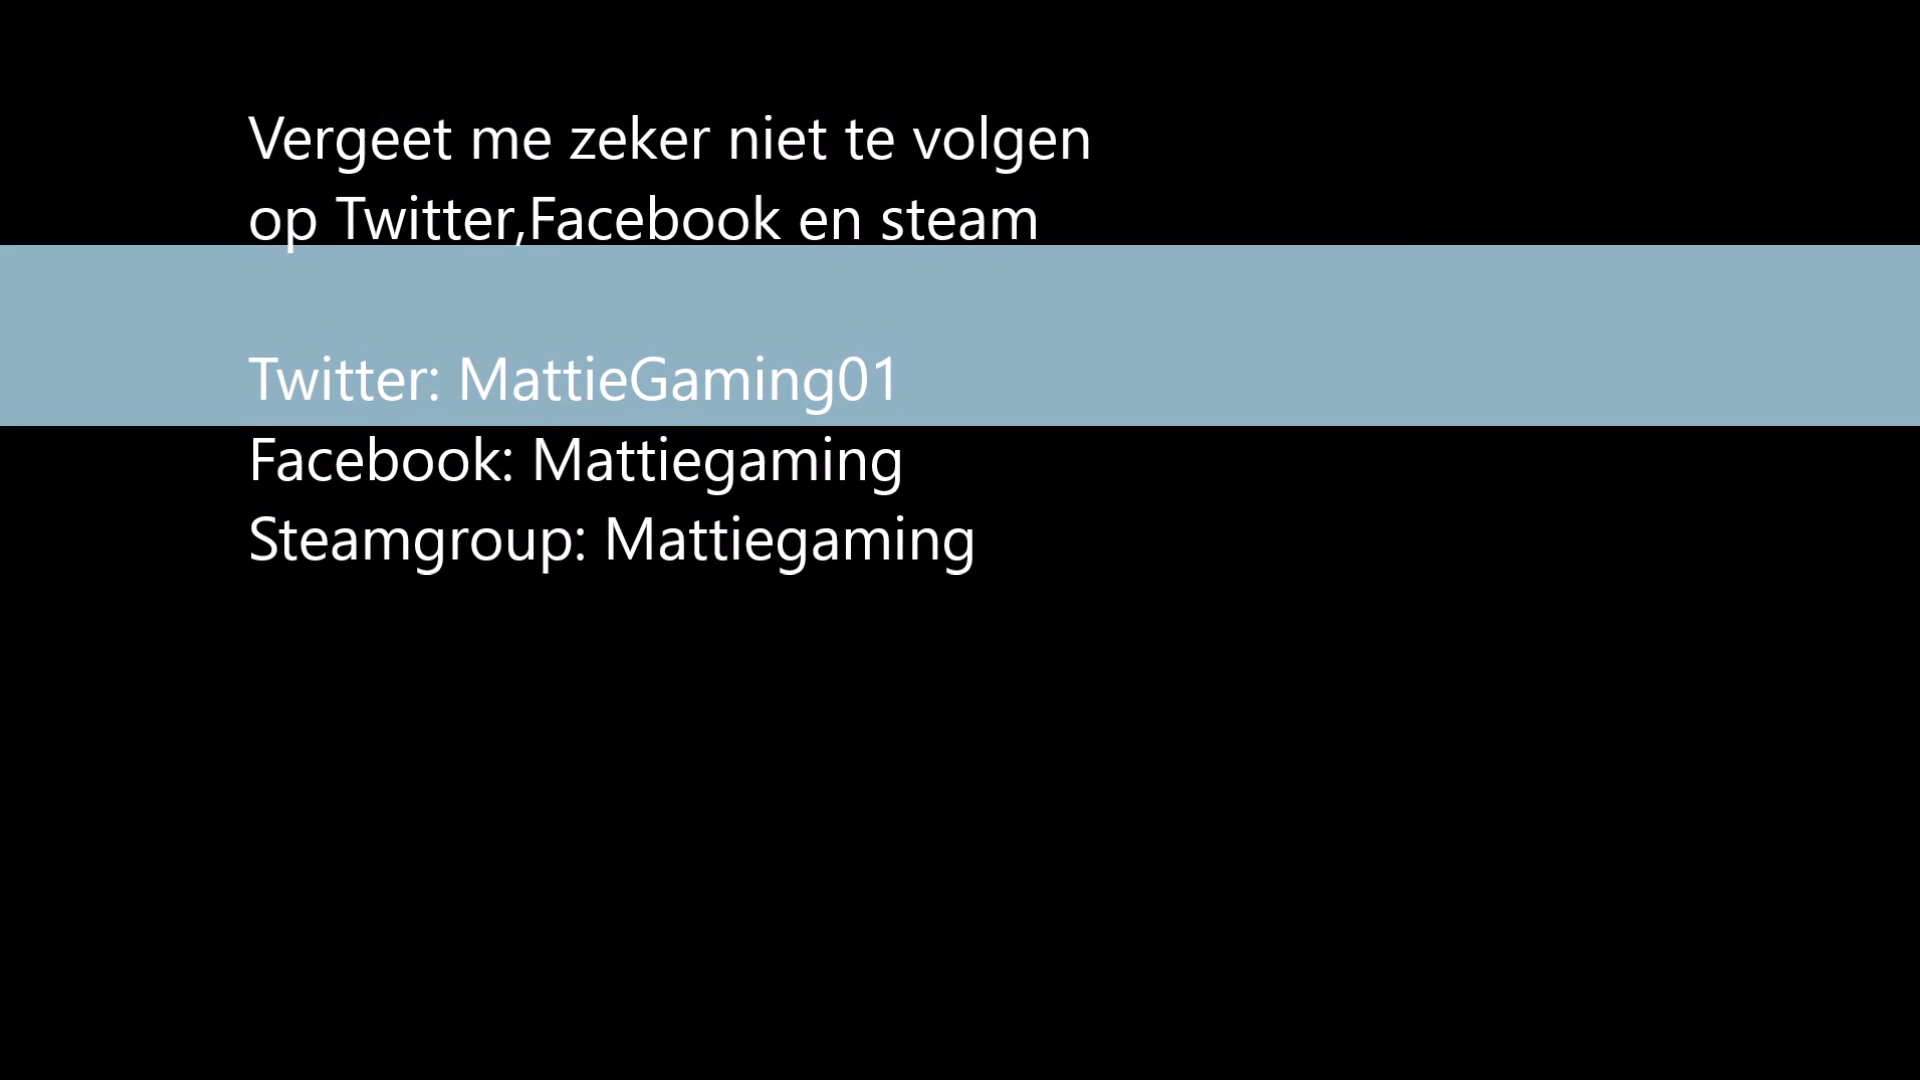 Vergeet me zeker niet te volgen
op Twitter,Facebook en steam
Twitter: MattieGaming01
Facebook: Mattiegaming
Steamgroup: Mattiegaming